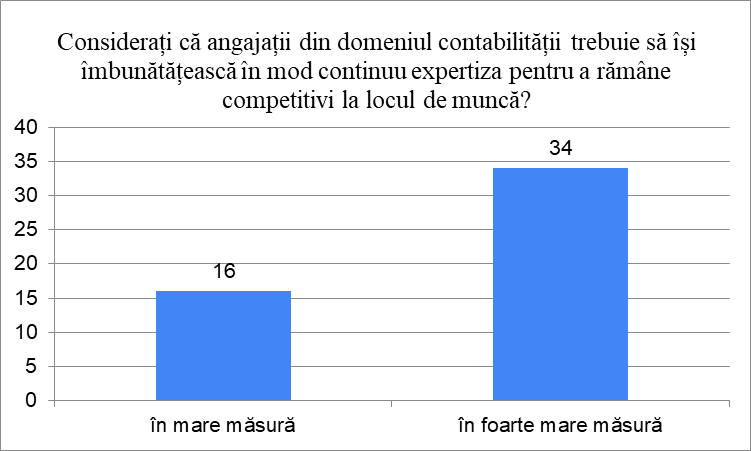 Considerați că angajații din domeniul contabilității trebuie să își
îmbunătățească în mod continuu expertiza pentru a rămâne
competitivi la locul de muncă?
40
35
30
25
20
15
10
5
0
16
34
în mare măsură
în foarte mare măsură